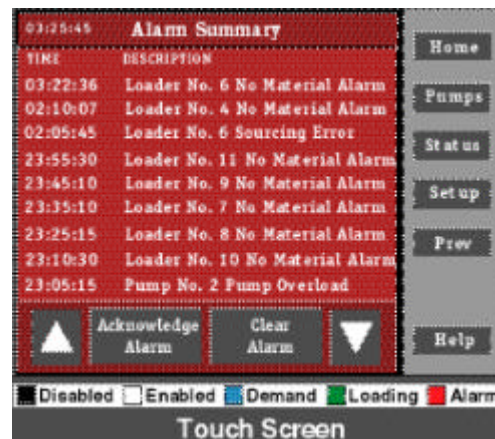 03:25:45 Alarm Summary
TIME DESCRIPTION
03:22:36 Loader No. 6 No Material Alarm
02:10:07 Loader No. 4 No Material Alarm
02:05:45 Loader No. 6 Sourcing Error
23:55:30 Loader No. 11 No Material Alarm
23:45:10 Loader No. 9 No Material Alarm
23:35:10 Loader No. 7 No Material Alarm
23:25:15 Loader No. 8 No Material Alarm
23:10:30 Loader No. 10 No Material Alarm
23:05:15 Pump No. 2 Pump Overload
Acknowledge
Alarm
Clear
Alarm
Home
Pumps
Status
Setup
Prev
Help
Disabled Enabled Demand Loading Alarm
Touch Screen